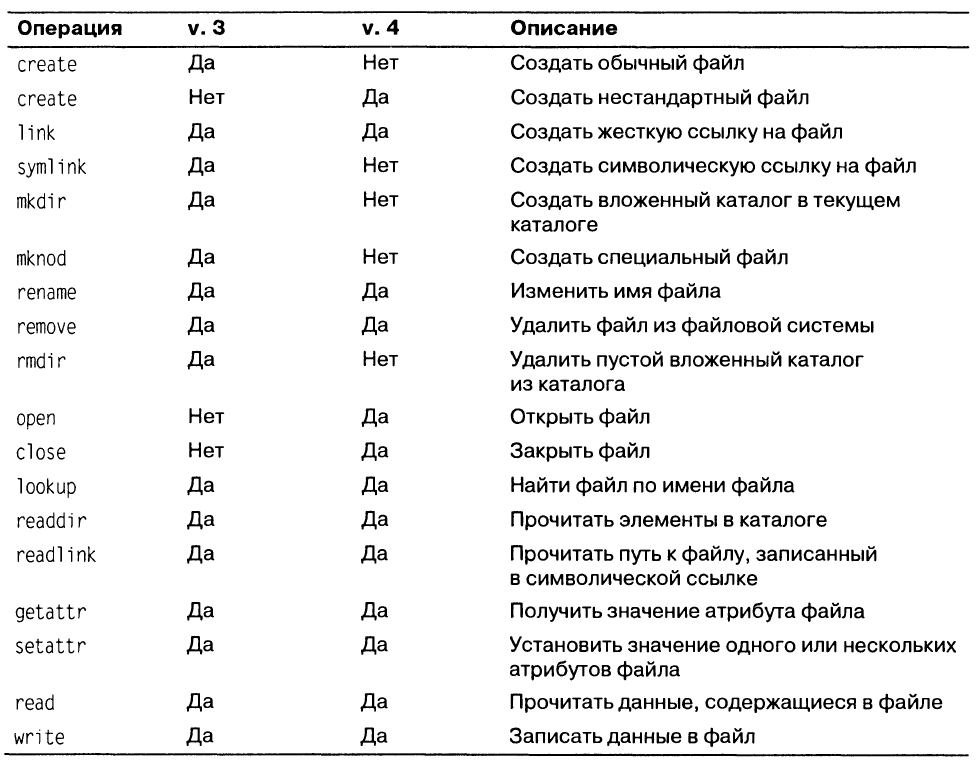 Операция v. 3 v. 4 Описание
create Да Нет Создать обычный файл
create Нет Да Создать нестандартный файл
link Да Да Создать жесткую ссылку на файл
symlink Да Нет Создать символическую ссылку на файл
mkdir Да Нет Создать вложенный каталог в текущем
каталоге
mknod Да Нет Создать специальный файл
rename Да Да Изменить имя файла
remove Да Да Удалить файл из файловой системы
rmdir Да Нет Удалить пустой вложенный каталог
из каталога
open Нет Да Открыть файл
close Нет Да Закрыть файл
lookup Да Да Найти файл по имени файла
readdir Да Да Прочитать элементы в каталоге
readlink Да Да Прочитать путь к файлу, записанный
в символической ссылке
getattr Да Да Получить значение атрибута файла
setattr Да Да Установить значение одного или нескольких
атрибутов файла
read Да Да Прочитать данные, содержащиеся в файле
write Да Да Записать данные в файл